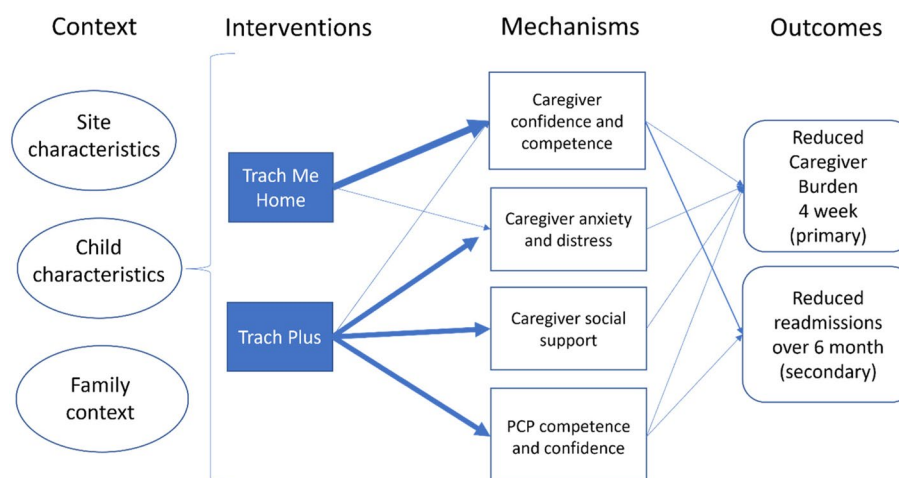 Context
Interventions
Mechanisms
Outcomes
Site
characteristics
Child
characteristics
Family
context
Trach Me
Home
Trach Plus
Caregiver
confidence and
competence
Caregiver anxiety
and distress
Caregiver social
support
PCP competence
and confidence
Reduced
Caregiver
Burden
4 week
(primary)
Reduced
readmissions
over 6 month
(secondary)